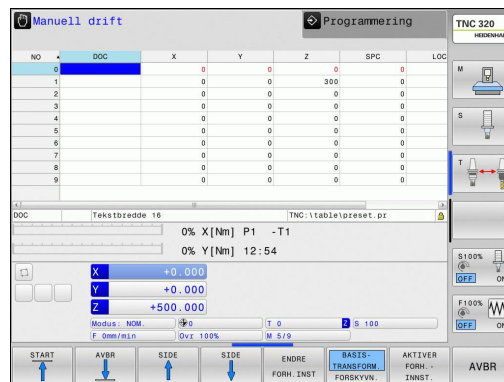 Manuell drift
Programmering
TNC 320
HEIDENHAI
NO DOC X Y Z SPC LOC
0 0 0 0 0
1 0 0 300 0
2 0 0 0 0
3 0 0 0 0
4 0 0 0 0
5 0 0 0 0
6 0 0 0 0
7 0 0 0 0
8 0 0 0 0
9 0 0 0 0
DOC Tekstbredde 16 TNC:\table\preset.pr
0% X[Nm] P1 -T1
0% Y[Nm] 12:54
X +0.000
Y +0.000
Z +500.000
Modus: NOM. 0 T 0 Z S 100
F 0mm/min Ovr 100% M 5/9
M
S
T
S100%
OFF ON
F100%
OFF ON
START
AVBR
SIDE
SIDE
ENDRE
FORH.INST
BASIS-
TRANSFORM.
FORSKYVN.
AKTIVER
FORH.-
INNST.
AVBR